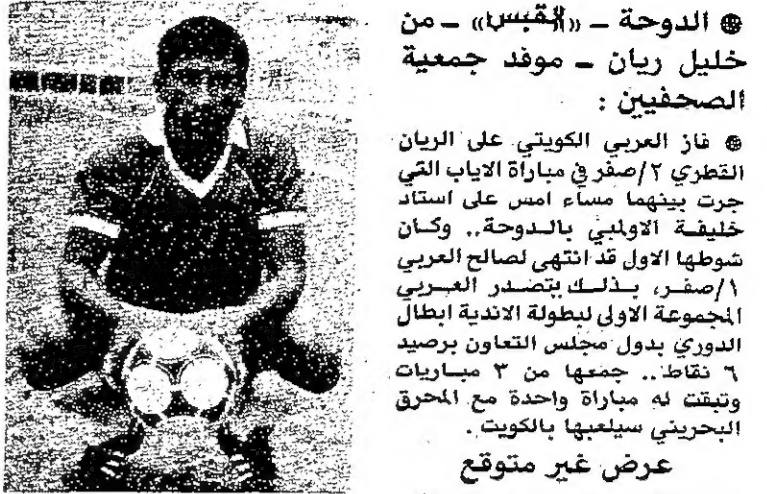 الدوحة ـ «القبس» ـ من
خليل ريان ـ موفد جمعية
الصحفيين :
فاز العربي الكويتي على الريان
القطري ٢/صفر في مباراة الاياب التي
جرت بينهما مساء امس على استاد
خليفة الاولمبي بالدوحة.. وكان
شوطها الاول قد انتهى لصالح العربي
١/صفر، بذلك يتصدر العربي
المجموعة الاولى لبطولة الاندية ابطال
الدوري بدول مجلس التعاون برصيد
٦ نقاط.. جمعها من ٣ مباريات
وتبقت له مباراة واحدة مع المحرق
البحريني سيلعبها بالكويت.
عرض غير متوقع